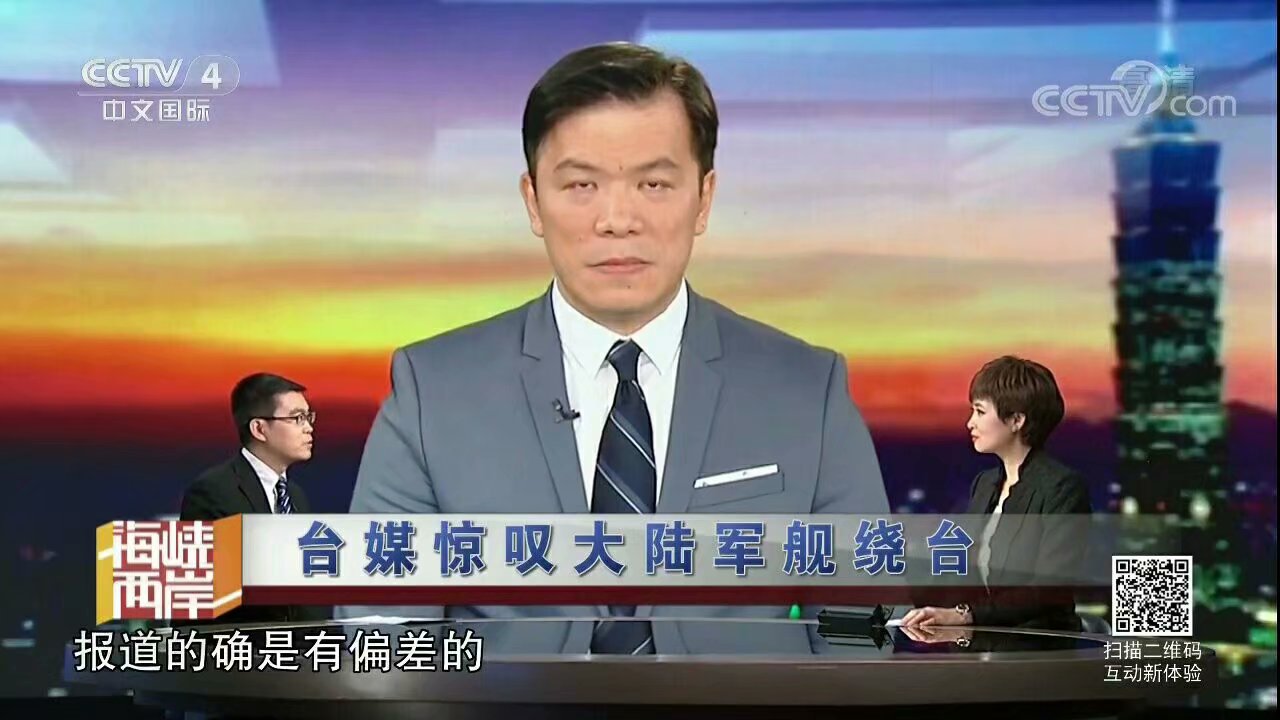 CCTV 4
中文国际
高清
CCTV.com
海峡
两岸
台媒惊叹大陆军舰绕台
报道的确是有偏差的
扫描二维码
互动新体验